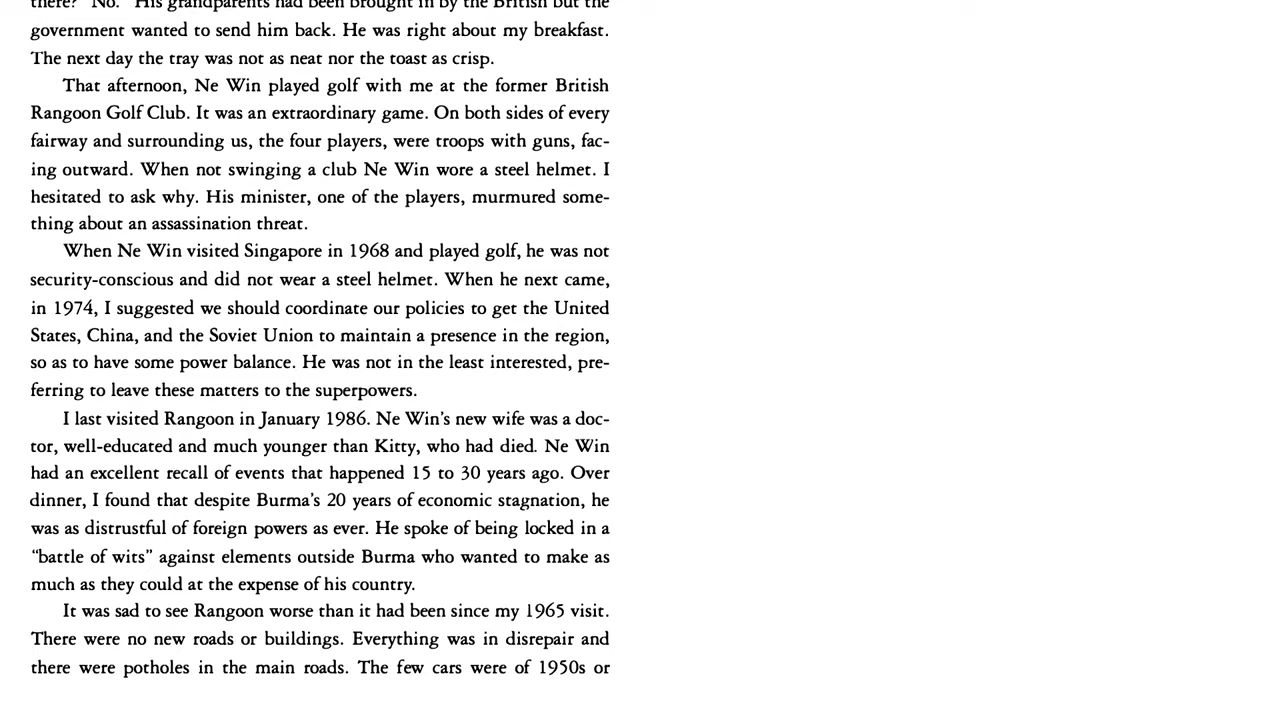 there?" "No." His grandparents had been brought in by the British but the
government wanted to send him back. He was right about my breakfast.
The next day the tray was not as neat nor the toast as crisp.
That afternoon, Ne Win played golf with me at the former British
Rangoon Golf Club. It was an extraordinary game. On both sides of every
fairway and surrounding us, the four players, were troops with guns, fac-
ing outward. When not swinging a club Ne Win wore a steel helmet. I
hesitated to ask why. His minister, one of the players, murmured some-
thing about an assassination threat.
When Ne Win visited Singapore in 1968 and played golf, he was not
security-conscious and did not wear a steel helmet. When he next came,
in 1974, I suggested we should coordinate our policies to get the United
States, China, and the Soviet Union to maintain a presence in the region,
so as to have some power balance. He was not in the least interested, pre-
ferring to leave these matters to the superpowers.
I last visited Rangoon in January 1986. Ne Win's new wife was a doc-
tor, well-educated and much younger than Kitty, who had died. Ne Win
had an excellent recall of events that happened 15 to 30 years ago. Over
dinner, I found that despite Burma's 20 years of economic stagnation, he
was as distrustful of foreign powers as ever. He spoke of being locked in a
“battle of wits” against elements outside Burma who wanted to make as
much as they could at the expense of his country.
It was sad to see Rangoon worse than it had been since my 1965 visit.
There were no new roads or buildings. Everything was in disrepair and
there were potholes in the main roads. The few cars were of 1950s or